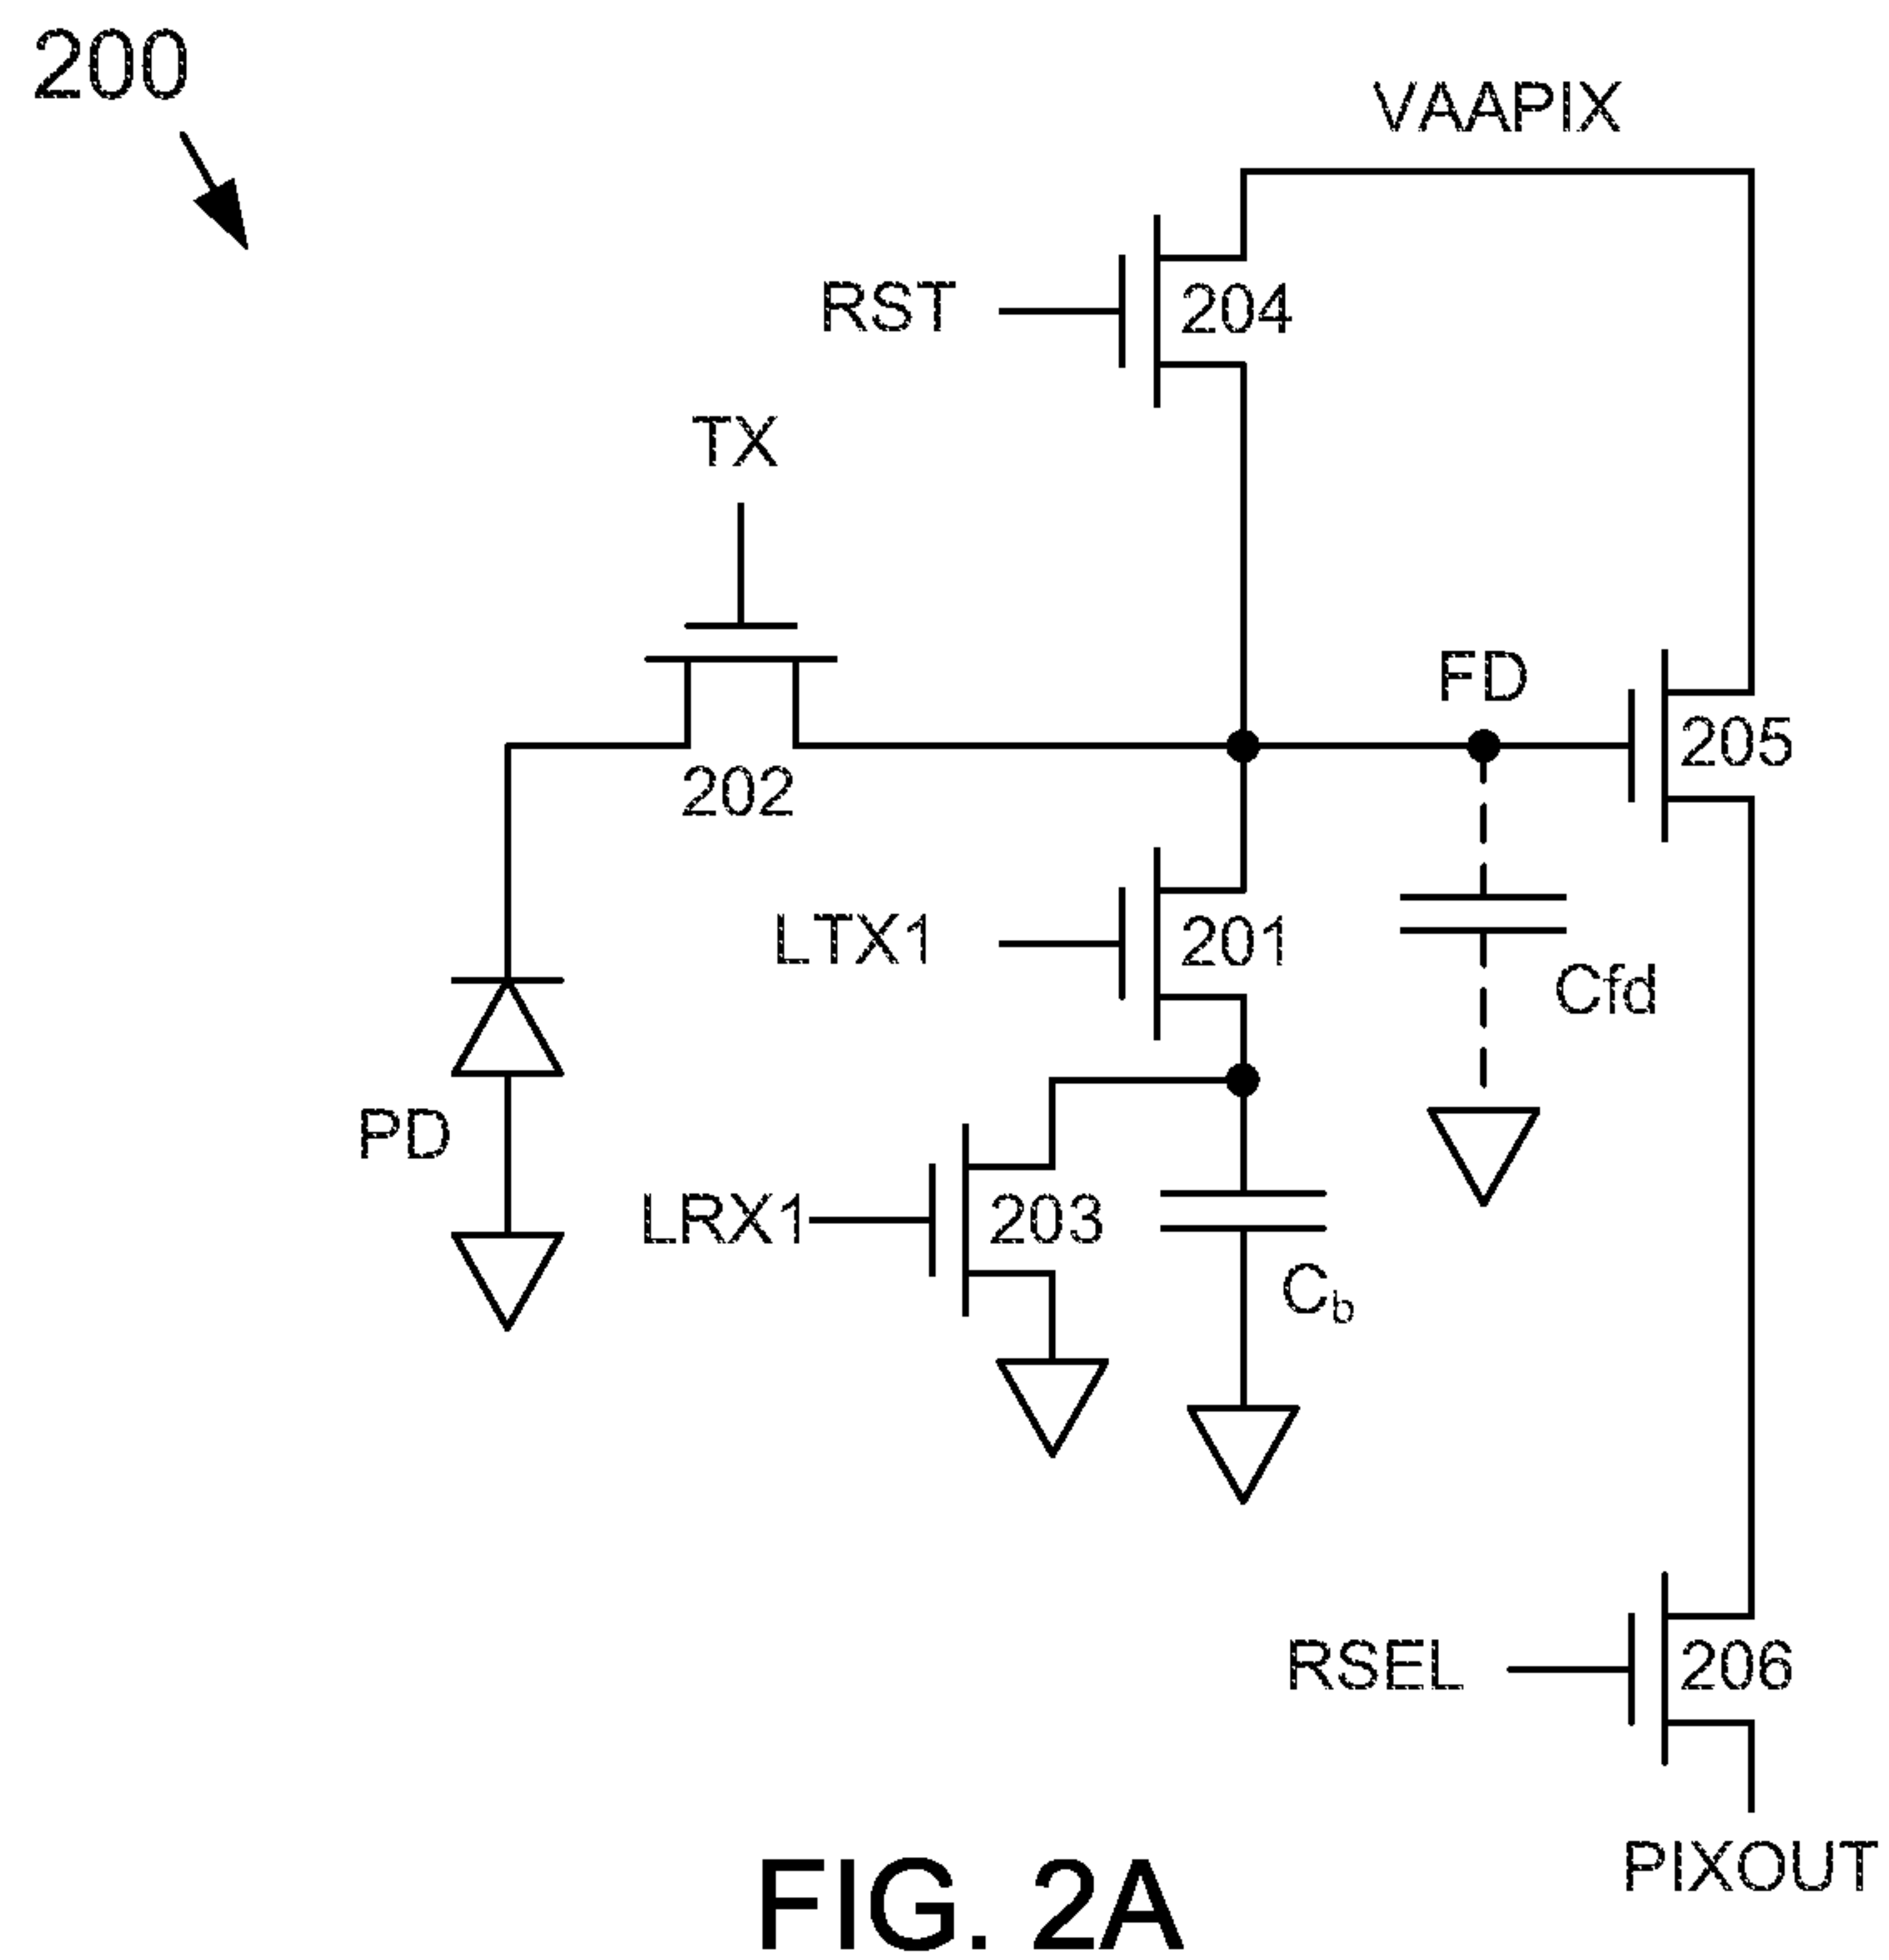 200
VAAPIX
RST
204
TX
FD
205
202
LTX1
201
Cfd
PD
LRX1
203
Cb
RSEL
206
PIXOUT
FIG. 2A